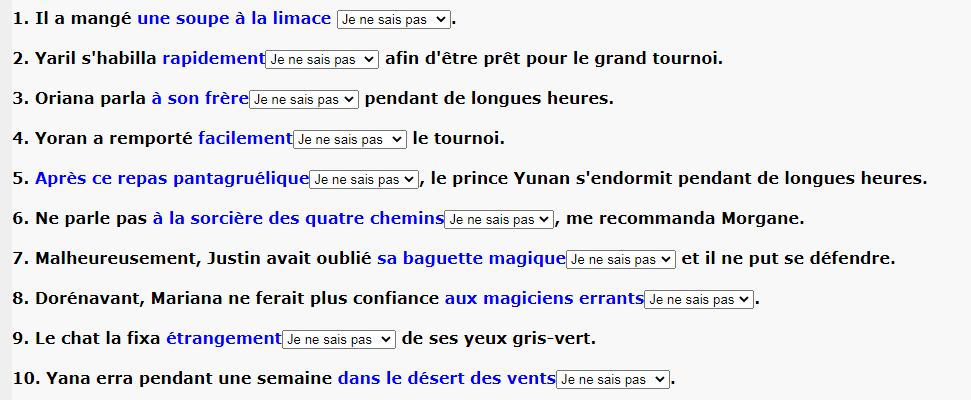 1. Il a mangé une soupe à la limace Je ne sais pas.
2. Yaril s'habilla rapidement Je ne sais pas afin d'être prêt pour le grand tournoi.
3. Oriana parla à son frère Je ne sais pas pendant de longues heures.
4. Yoran a remporté facilement Je ne sais pas le tournoi.
5. Après ce repas pantagruélique Je ne sais pas, le prince Yunan s'endormit pendant de longues heures.
6. Ne parle pas à la sorcière des quatre chemins Je ne sais pas, me recommanda Morgane.
7. Malheureusement, Justin avait oublié sa baguette magique Je ne sais pas et il ne put se défendre.
8. Dorénavant, Mariana ne ferait plus confiance aux magiciens errants Je ne sais pas.
9. Le chat la fixa étrangement Je ne sais pas de ses yeux gris-vert.
10. Yana erra pendant une semaine dans le désert des vents Je ne sais pas.